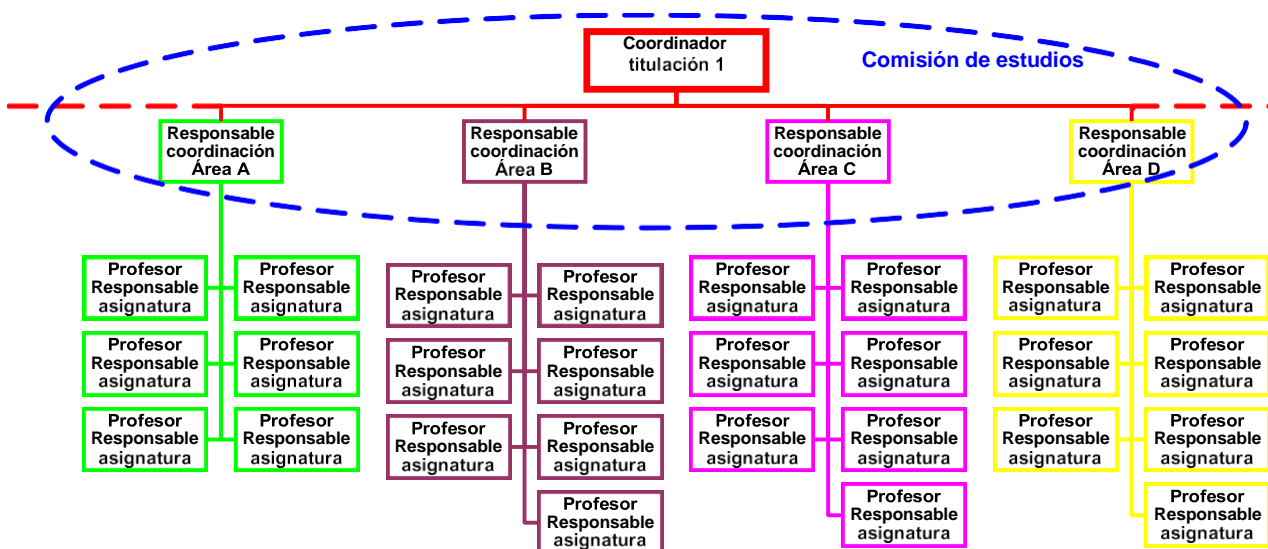 Coordinador
titulación 1
Comisión de estudios
Responsable
coordinación
Área A
Responsable
coordinación
Área B
Responsable
coordinación
Área C
Responsable
coordinación
Área D
Profesor
Responsable
asignatura
Profesor
Responsable
asignatura
Profesor
Responsable
asignatura
Profesor
Responsable
asignatura
Profesor
Responsable
asignatura
Profesor
Responsable
asignatura
Profesor
Responsable
asignatura
Profesor
Responsable
asignatura
Profesor
Responsable
asignatura
Profesor
Responsable
asignatura
Profesor
Responsable
asignatura
Profesor
Responsable
asignatura
Profesor
Responsable
asignatura
Profesor
Responsable
asignatura
Profesor
Responsable
asignatura
Profesor
Responsable
asignatura
Profesor
Responsable
asignatura
Profesor
Responsable
asignatura
Profesor
Responsable
asignatura
Profesor
Responsable
asignatura
Profesor
Responsable
asignatura
Profesor
Responsable
asignatura
Profesor
Responsable
asignatura
Profesor
Responsable
asignatura
Profesor
Responsable
asignatura
Profesor
Responsable
asignatura
Profesor
Responsable
asignatura